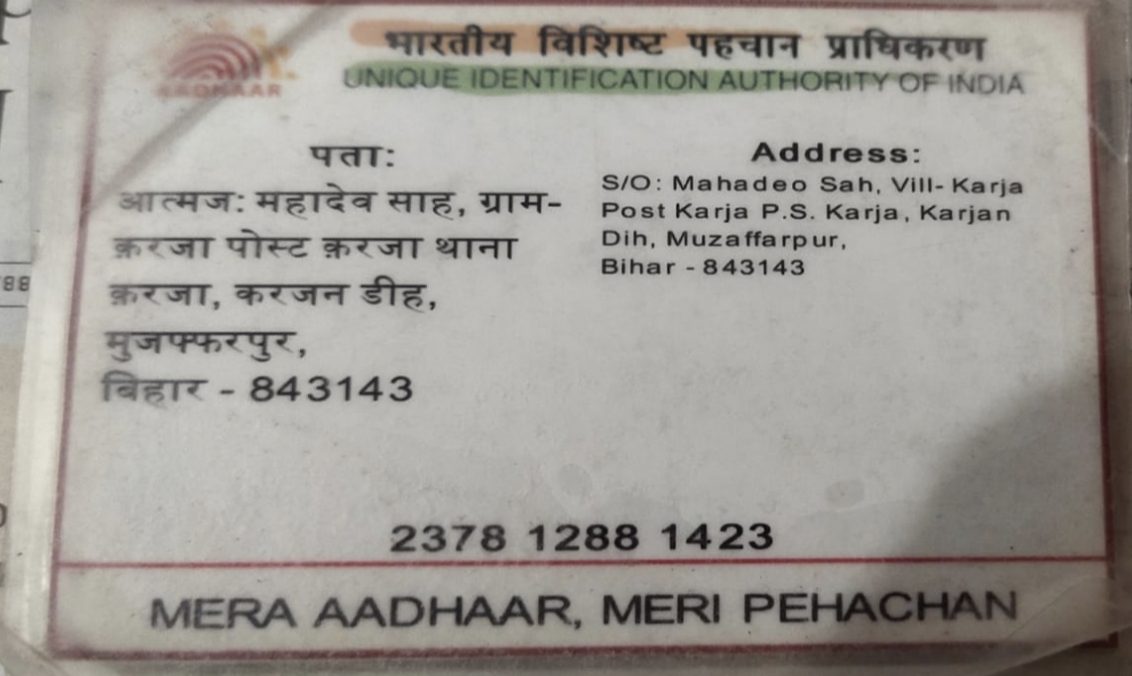 भारतीय विशिष्ट पहचान प्राधिकरण
UNIQUE IDENTIFICATION AUTHORITY OF INDIA
AADHAAR
पता:
आत्मज: महादेव साह, ग्राम-
क़रजा पोस्ट क़रजा थाना
क़रजा, करजन डीह,
मुजफ्फरपुर,
बिहार - 843143
Address:
S/O: Mahadeo Sah, Vill- Karja
Post Karja P.S. Karja, Karjan
Dih, Muzaffarpur,
Bihar - 843143
2378 1288 1423
MERA AADHAAR, MERI PEHACHAN